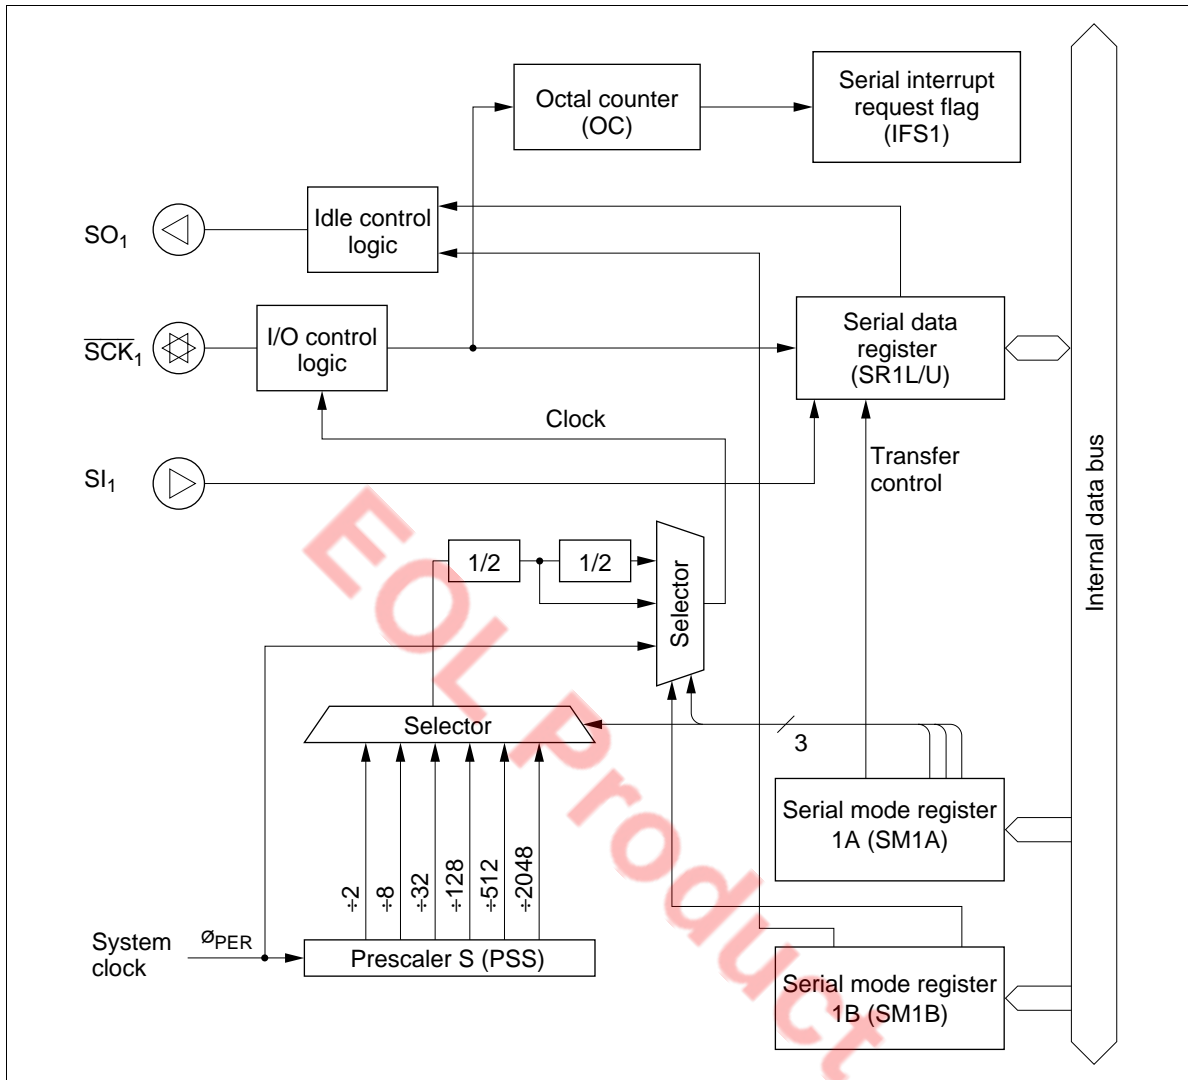 Octal counter
(OC)
Serial interrupt
request flag
(IFS1)
SO1
Idle control
logic
SCK1
I/O control
logic
Serial data
register
(SR1L/U)
Clock
SI1
Transfer
control
Internal data bus
1/2
1/2
Selector
Selector
3
÷2
÷8
÷32
÷128
÷512
÷2048
Serial mode register
1A (SM1A)
System
clock
øPER
Prescaler S (PSS)
Serial mode register
1B (SM1B)
EOL Product